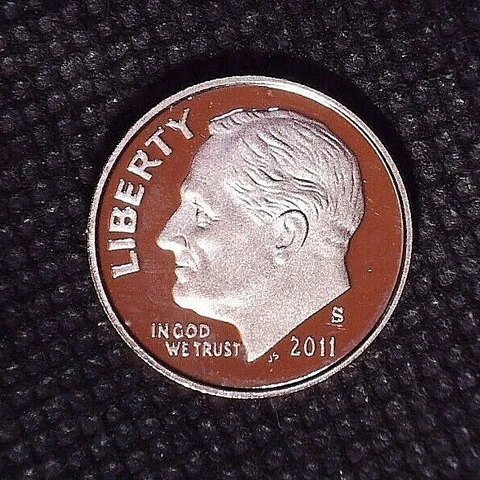 LIBERTY
IN GOD
WE TRUST
JS
S
2011